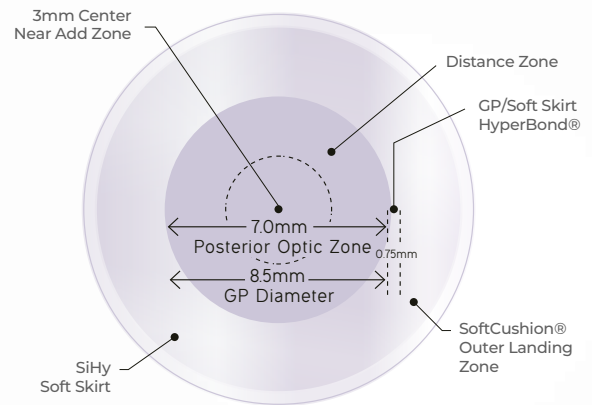 3mm Center
Near Add Zone
Distance Zone
GP/Soft Skirt
HyperBond®
7.0mm
Posterior Optic Zone
0.75mm
8.5mm
GP Diameter
SoftCushion®
Outer Landing
Zone
SiHy
Soft Skirt